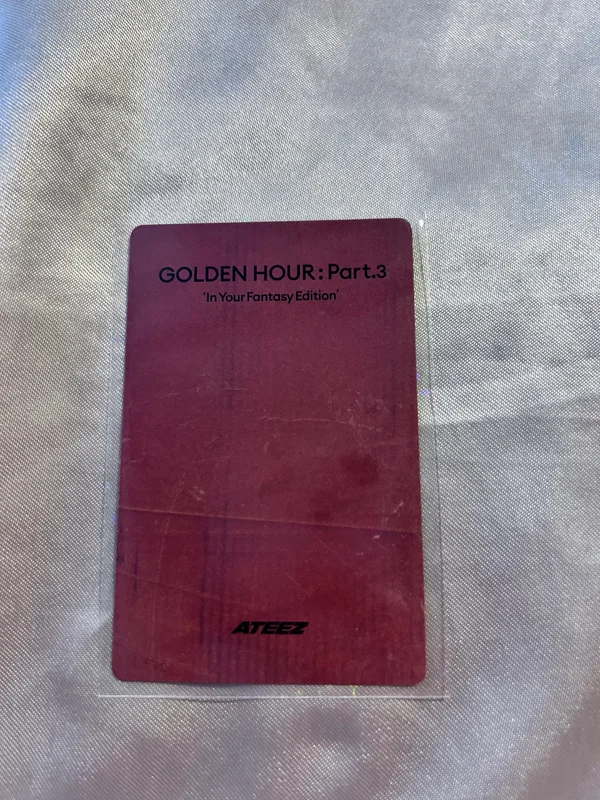 GOLDEN HOUR : Part.3
'In Your Fantasy Edition'
ATEEZ